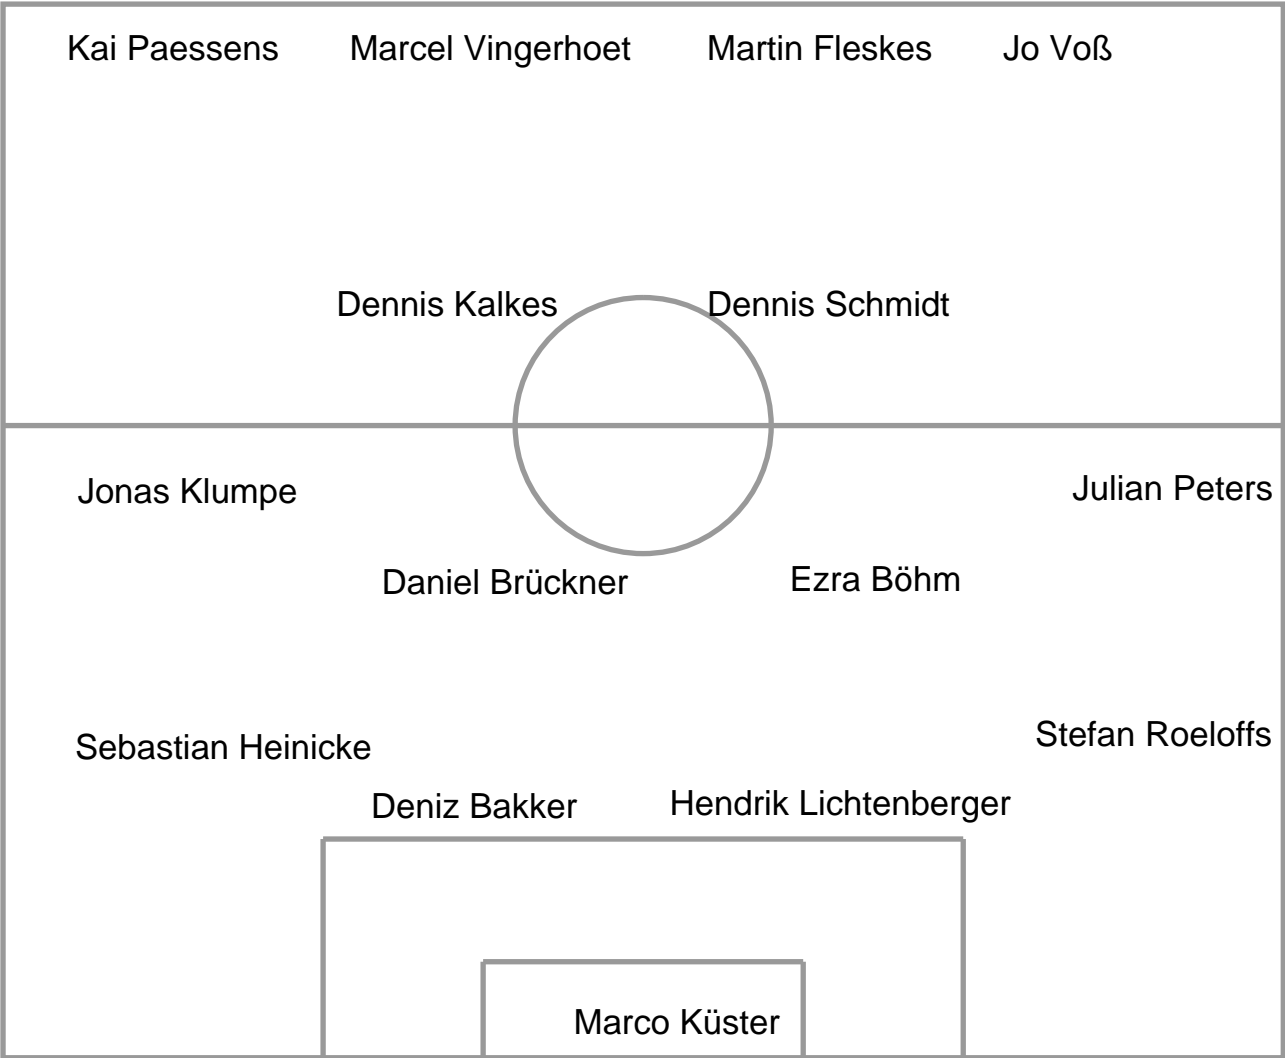 Kai Paessens Marcel Vingerhoet Martin Fleskes Jo Voß
Dennis Kalkes Dennis Schmidt
Jonas Klumpe Julian Peters
Daniel Brückner Ezra Böhm
Sebastian Heinicke Stefan Roeloffs
Deniz Bakker Hendrik Lichtenberger
Marco Küster